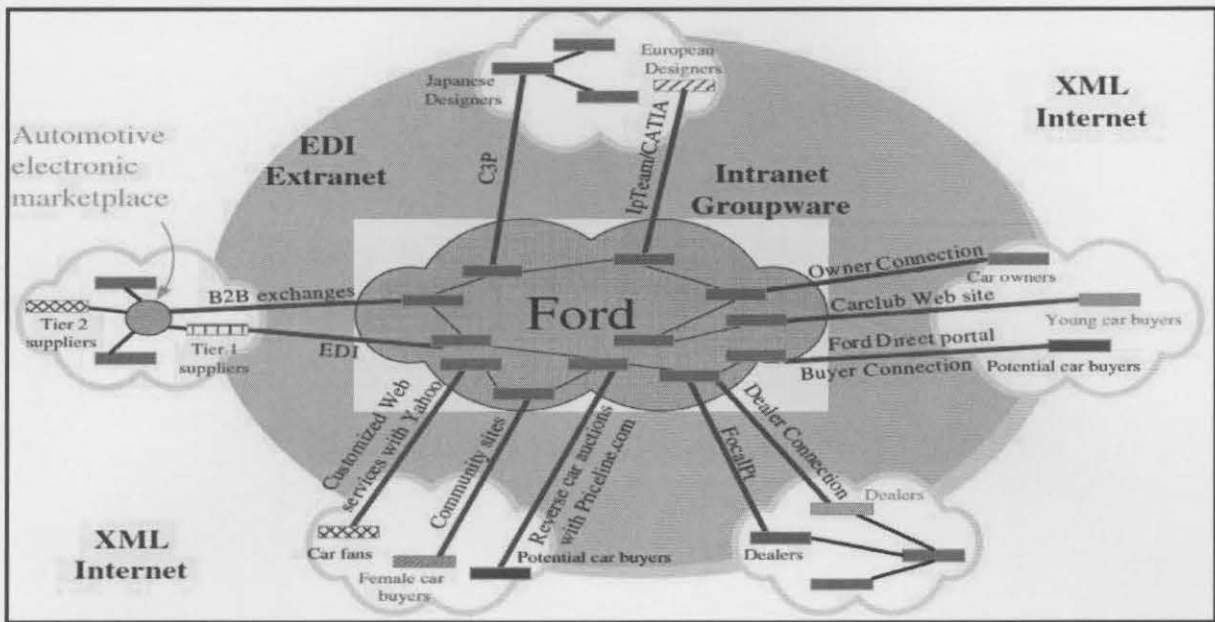 European
Designers
Japanese
Designers
XML
Internet
Automotive
electronic
marketplace
EDI
Extranet
C3P
IpTeam/CATIA
Intranet
Groupware
Owner Connection
Car owners
B2B exchanges
Ford
Carclub Web site
Tier 2
suppliers
Tier 1
suppliers
EDI
Young car buyers
Ford Direct portal
Buyer Connection
Potential car buyers
Customized Web
services with Yahoo
Community sites
Reverse car auctions
with Priceline.com
FocalPt
Dealer Connection
Dealers
XML
Internet
Car fans
Female car
buyers
Potential car buyers
Dealers